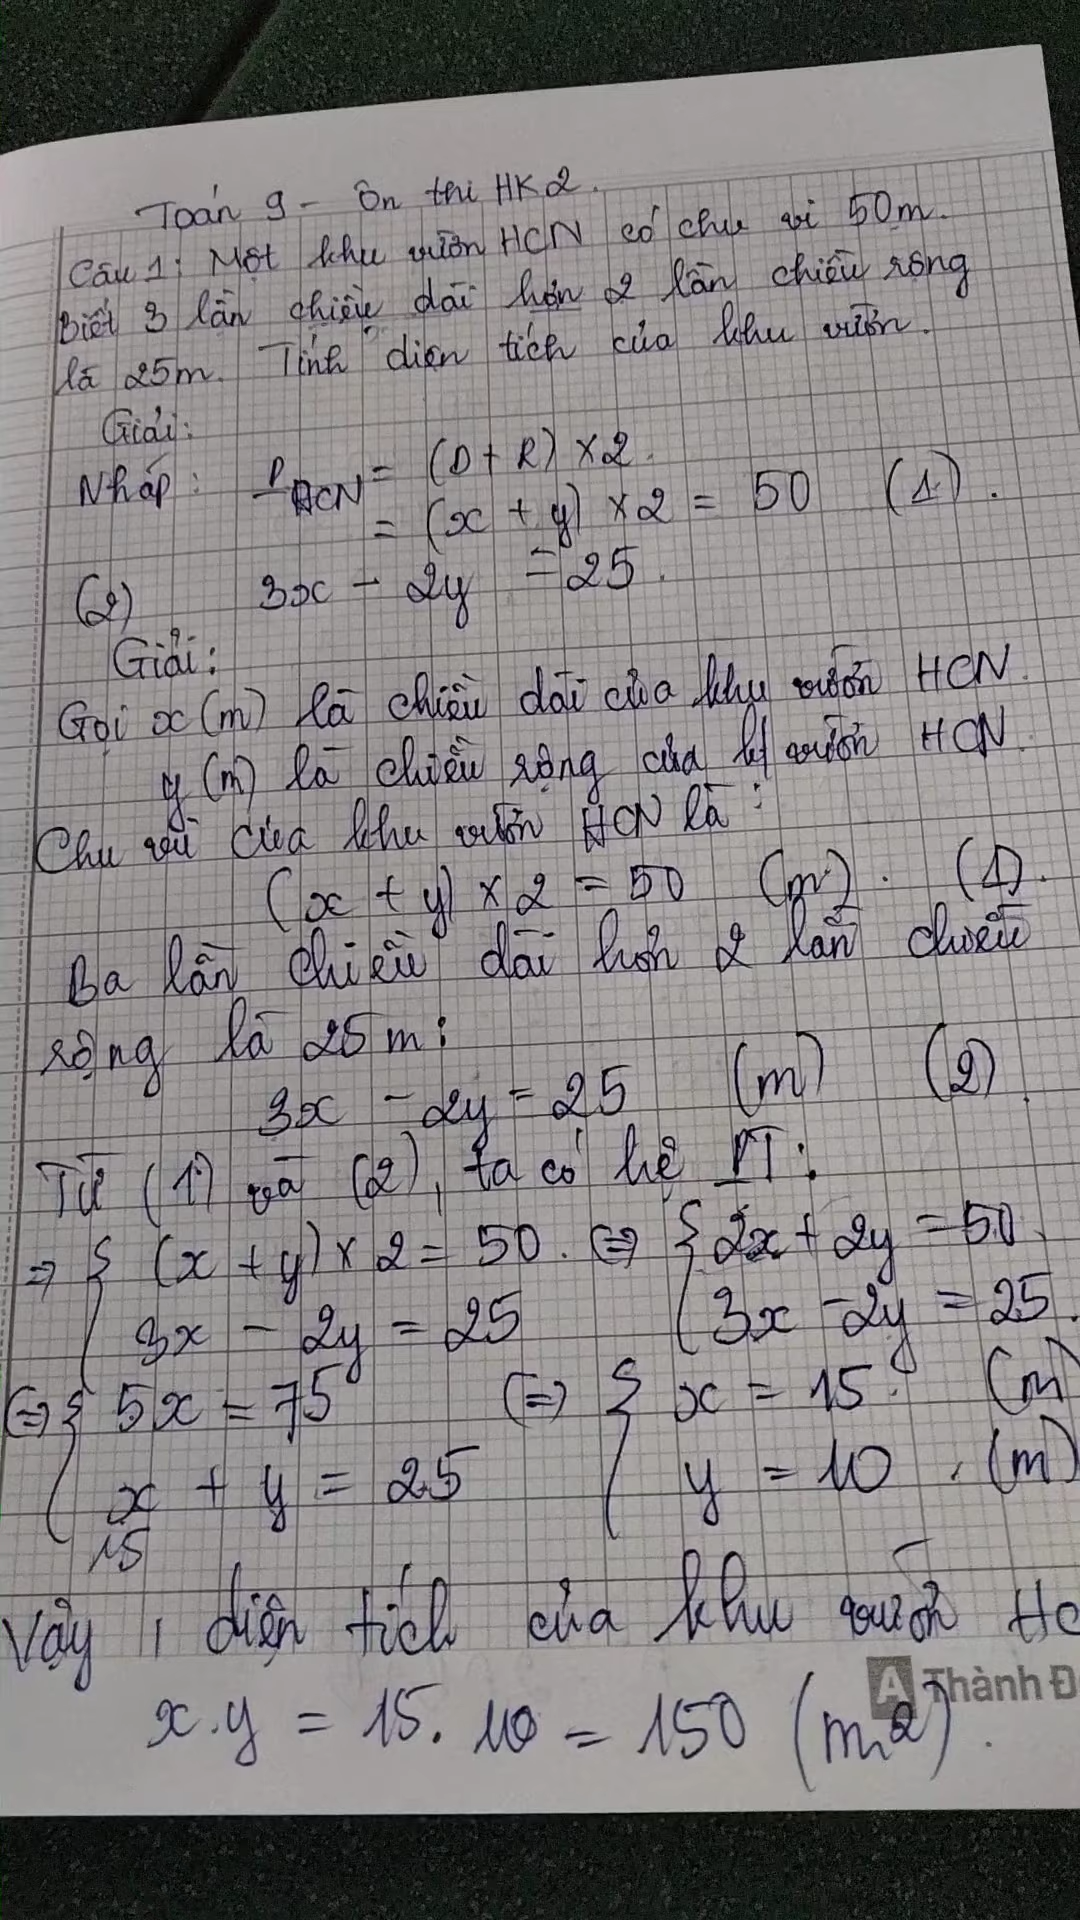 Toán 9 - Ôn thi HK2.
Câu 1: Một khu vườn HCN có chu vi 50m.
Biết 3 lần chiều dài hơn 2 lần chiều rộng
là 25m. Tính diện tích của khu vườn.
Giải:
Nháp: P HCN = (D + R) × 2.
= (x + y) × 2 = 50 (1).
(2) 3x - 2y = 25.
Giải:
Gọi x (m) là chiều dài của khu vườn HCN.
y (m) là chiều rộng của vườn HCN.
Chu vi của khu vườn HCN là:
(x + y) × 2 = 50 (m). (1).
Ba lần chiều dài hơn 2 lần chiều
rộng là 25m:
3x - 2y = 25 (m) (2).
Từ (1) và (2), ta có hệ PT:
⇒ { (x + y) × 2 = 50. ⇔ { 2x + 2y = 50.
3x - 2y = 25 3x - 2y = 25.
⇔ { 5x = 75 ⇔ { x = 15. (m)
x + y = 25 y = 10. (m)
15
Vậy, diện tích của khu vườn HC
x.y = 15.10 = 150 (m2).
A Thành Đ